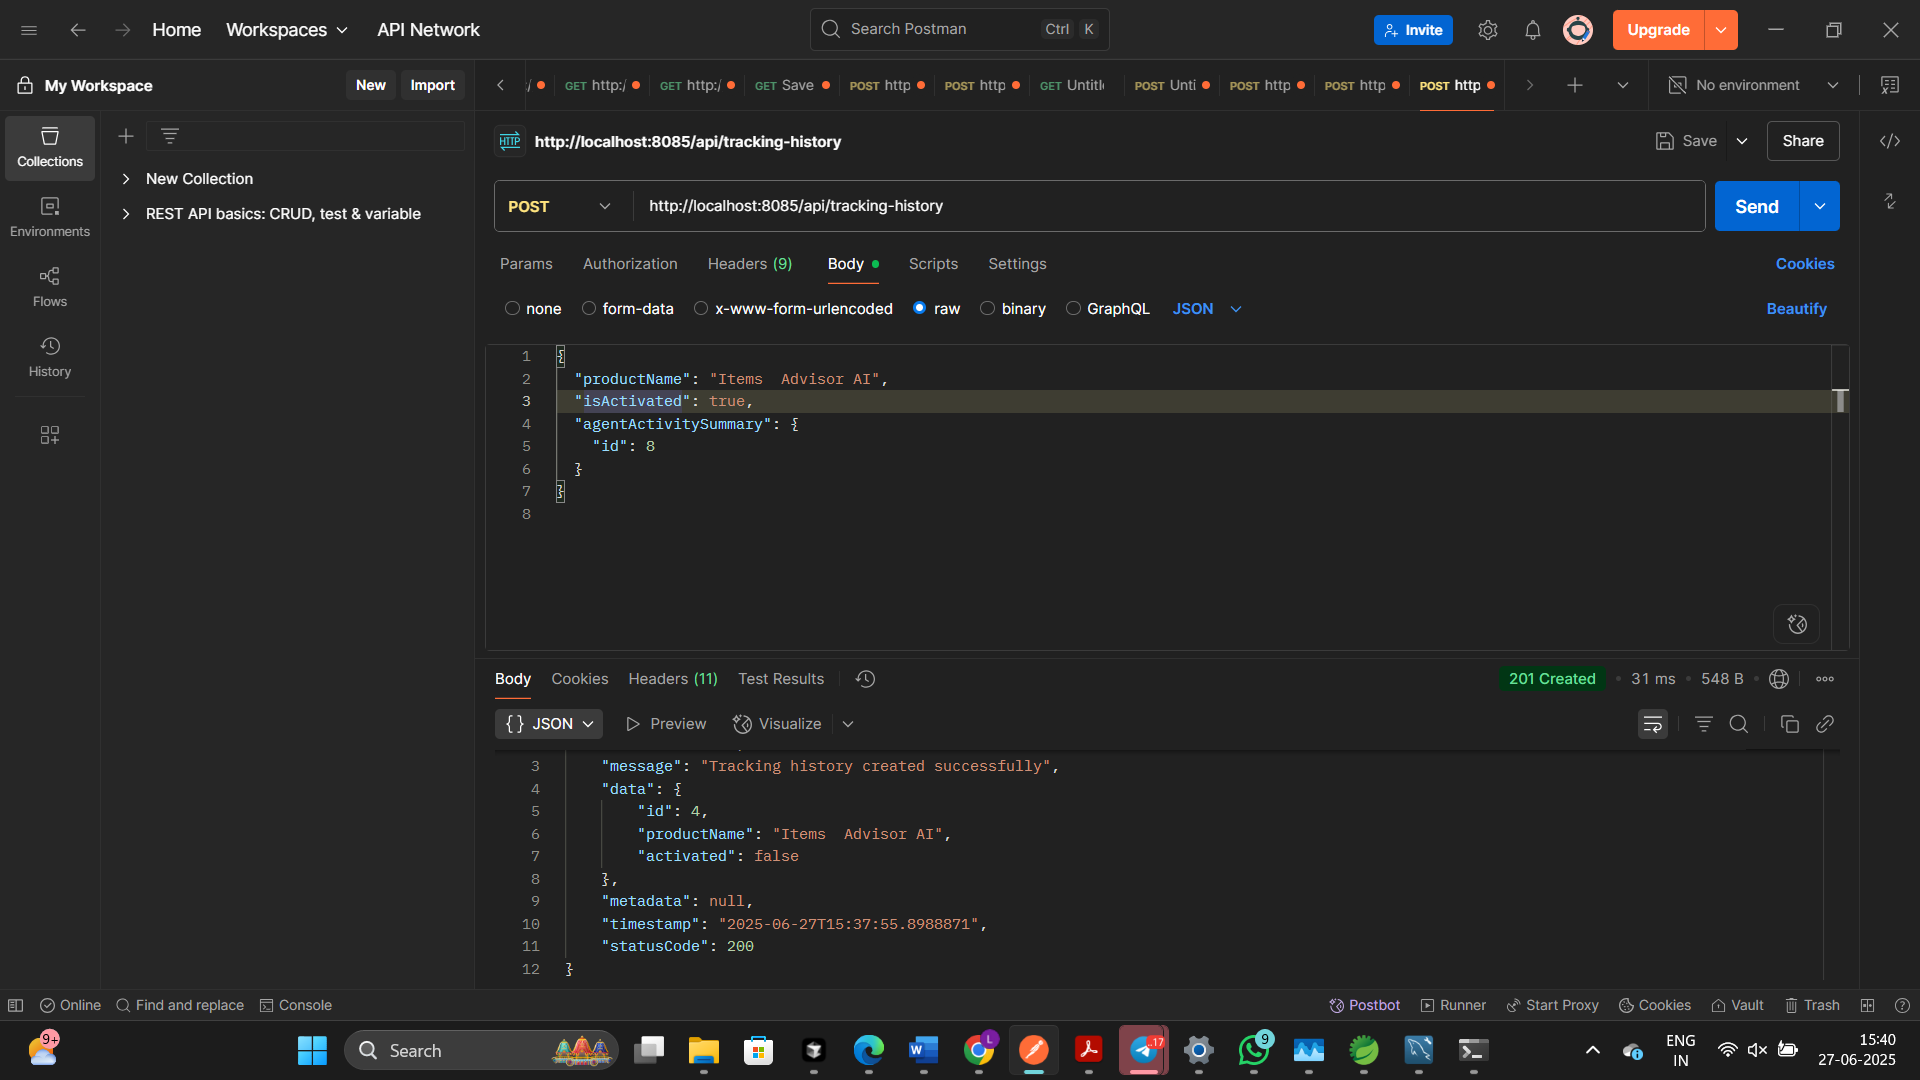 Home
Workspaces
API Network
Search Postman
Ctrl
K
Invite
Upgrade
My Workspace
New
Import
GET http:/
GET http:/
GET Save
POST http
POST http
GET Untitl
POST Unti
POST http
POST http
POST http
No environment
Collections
Environments
Flows
History
New Collection
REST API basics: CRUD, test & variable
HTTP
http://localhost:8085/api/tracking-history
Save
Share
POST
http://localhost:8085/api/tracking-history
Send
Params
Authorization
Headers (9)
Body
Scripts
Settings
Cookies
none
form-data
x-www-form-urlencoded
raw
binary
GraphQL
JSON
Beautify
1 {
2 "productName": "Items  Advisor AI",
3 "isActivated": true,
4 "agentActivitySummary": {
5 "id": 8
6 }
7 }
8
Body
Cookies
Headers (11)
Test Results
201 Created
31 ms
548 B
{} JSON
Preview
Visualize
3 "message": "Tracking history created successfully",
4 "data": {
5 "id": 4,
6 "productName": "Items  Advisor AI",
7 "activated": false
8 },
9 "metadata": null,
10 "timestamp": "2025-06-27T15:37:55.8988871",
11 "statusCode": 200
12 }
Online
Find and replace
Console
Postbot
Runner
Start Proxy
Cookies
Vault
Trash
9+
Search
L
..17
9
ENG
IN
15:40
27-06-2025